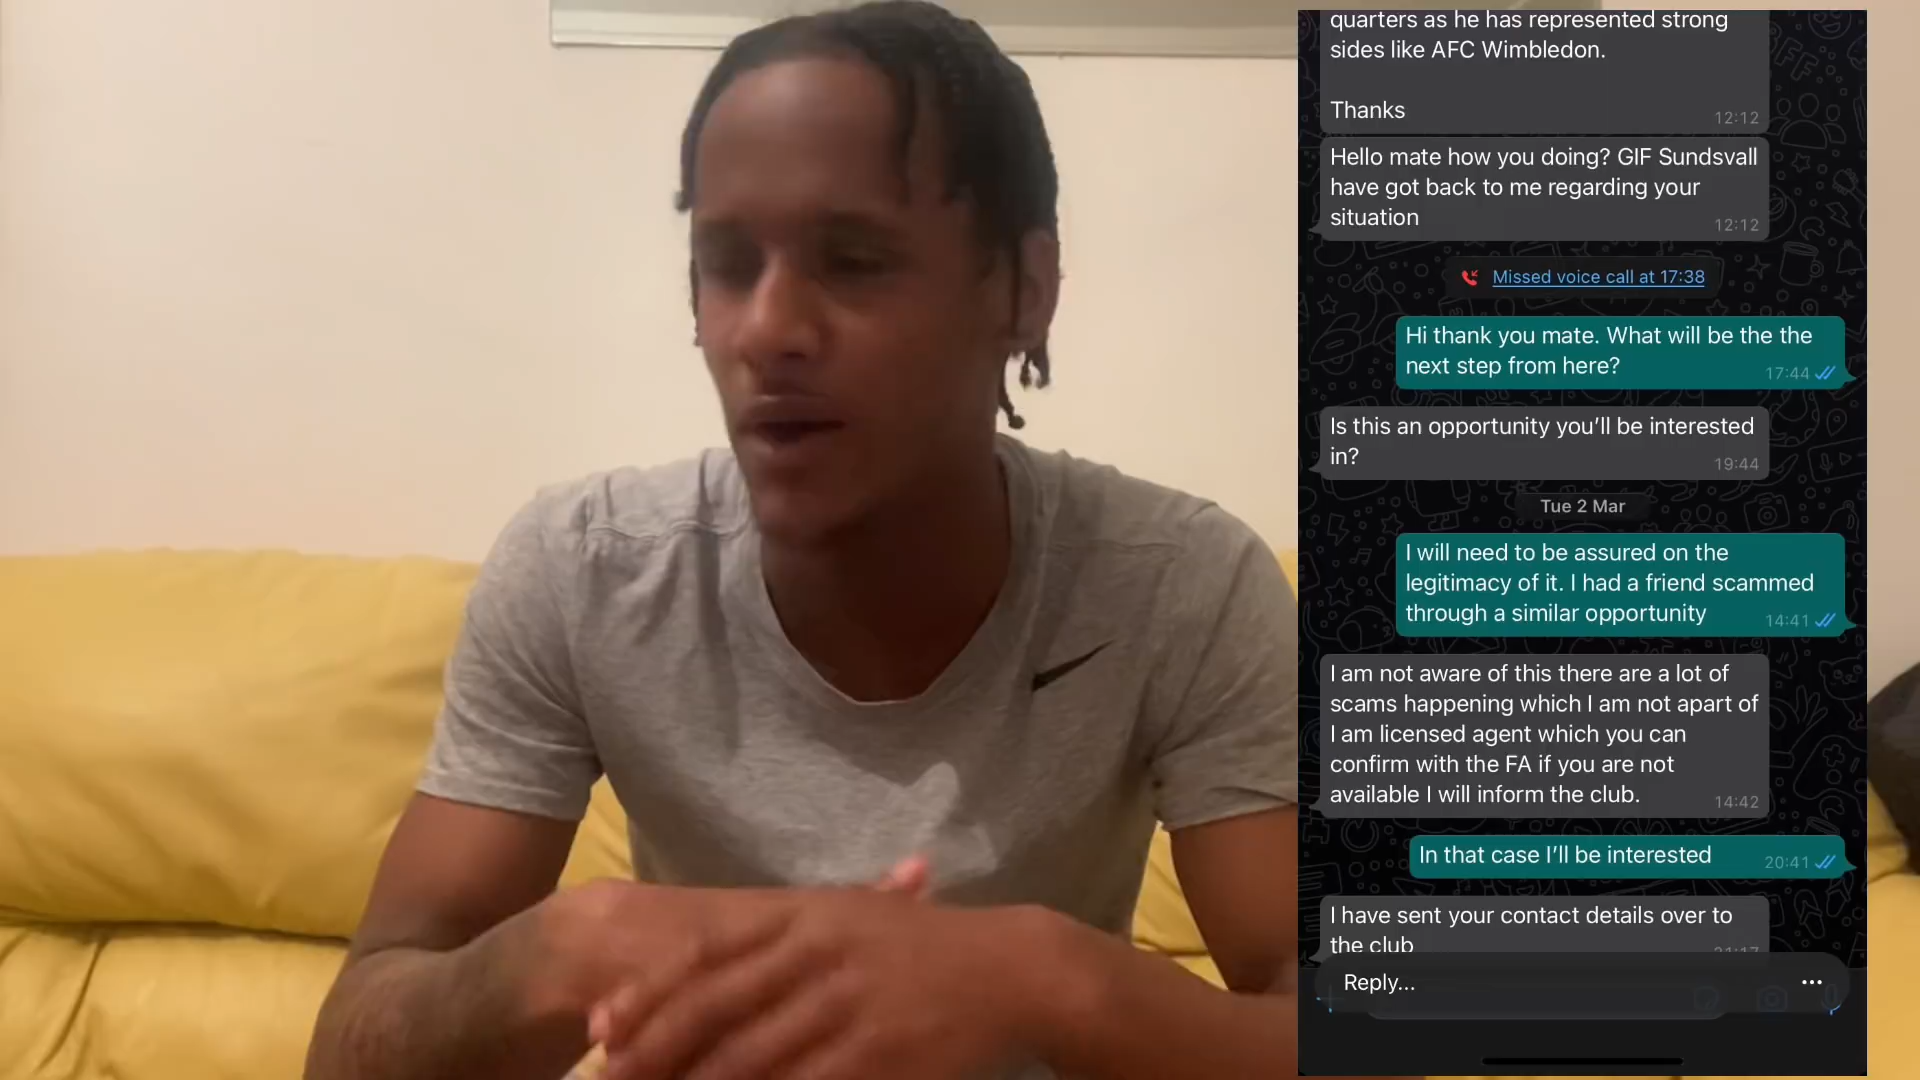 quarters as he has represented strong
sides like AFC Wimbledon.
Thanks
12:12
Hello mate how you doing? GIF Sundsvall
have got back to me regarding your
situation
12:12
Missed voice call at 17:38
Hi thank you mate. What will be the the
next step from here?
17:44
Is this an opportunity you’ll be interested
in?
19:44
Tue 2 Mar
I will need to be assured on the
legitimacy of it. I had a friend scammed
through a similar opportunity
14:41
I am not aware of this there are a lot of
scams happening which I am not apart of
I am licensed agent which you can
confirm with the FA if you are not
available I will inform the club.
14:42
In that case I’ll be interested
20:41
I have sent your contact details over to
the club
Reply...